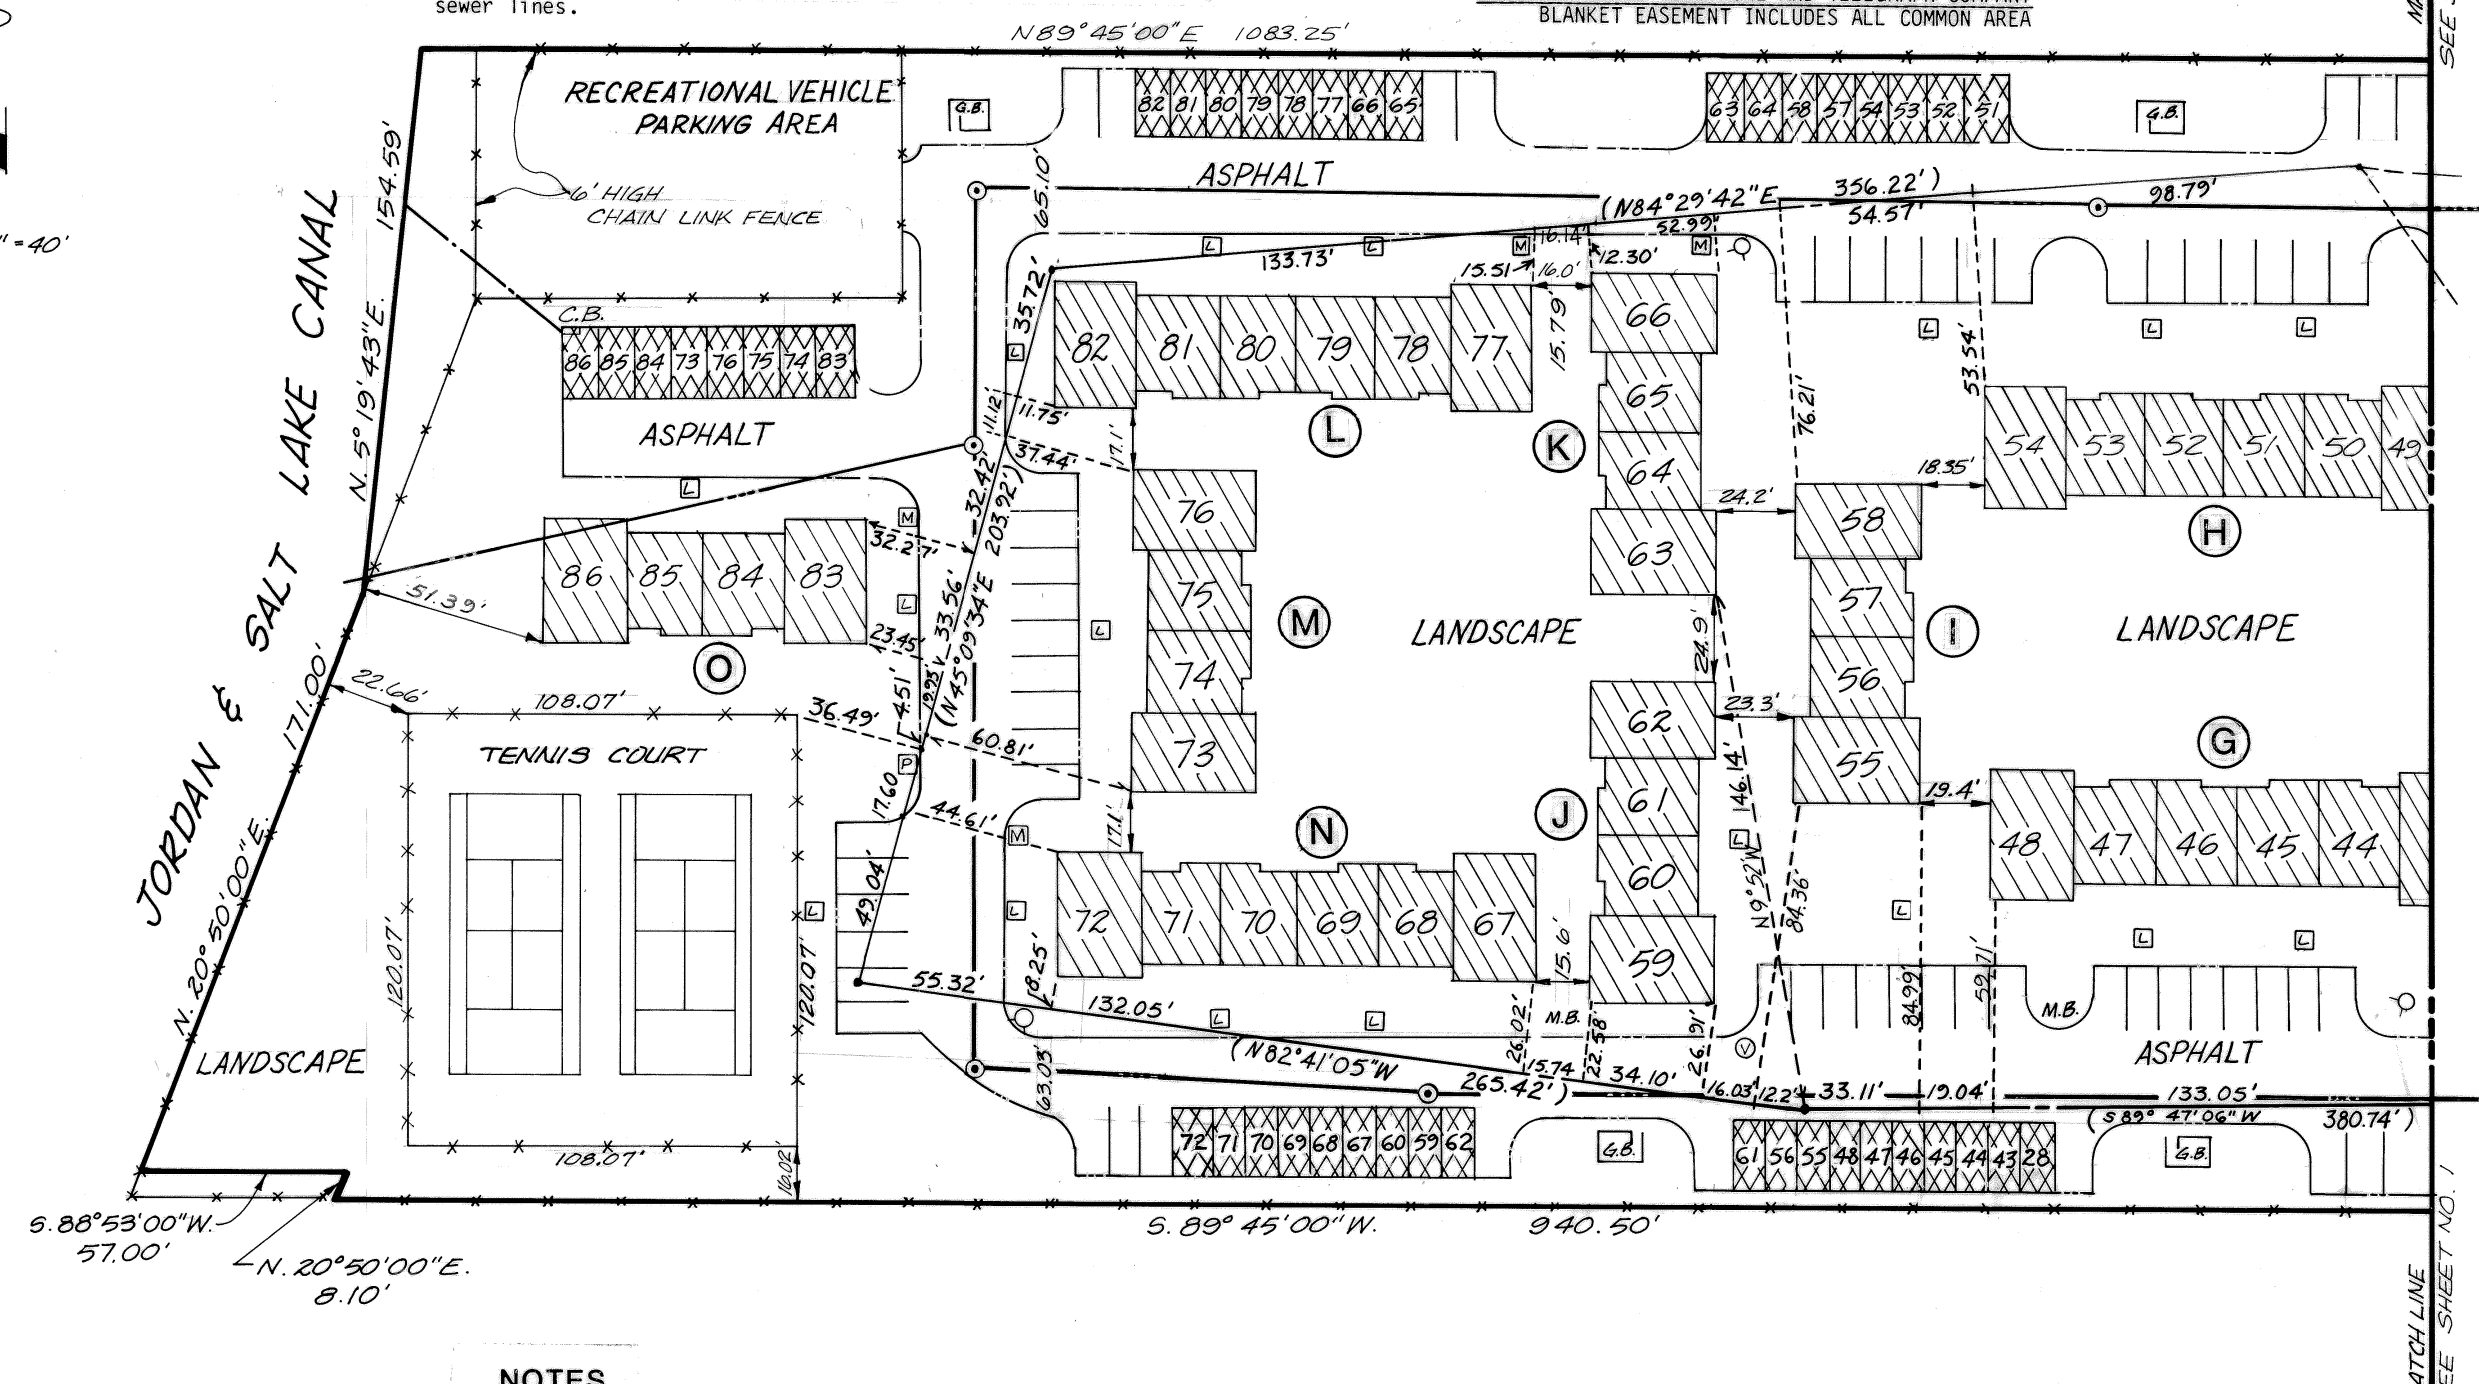 sewer lines.
BLANKET EASEMENT INCLUDES ALL COMMON AREA
N89°45'00"E 1083.25'
SEE
"=40'
RECREATIONAL VEHICLE
PARKING AREA
6' HIGH
CHAIN LINK FENCE
G.B.
82 81 80 79 78 77 66 65
63 64 58 57 54 53 52 51
G.B.
ASPHALT
154.59'
N. 5° 19' 43" E.
JORDAN & SALT LAKE CANAL
65.10'
(N84°29'42"E 356.22')
52.99'
54.57'
98.79'
L
L
M
16.14'
M
133.73'
15.51
16.0'
12.30'
35.72'
L
15.79'
C.B.
86 85 84 73 76 75 74 83
ASPHALT
82 81 80 79 78 77
66
65
64
63
L
K
L
L
L
76.21'
53.54'
54 53 52 51 50 49
H
11.12'
11.75'
17.1'
37.44'
32.42'
(N45°09'34"E 203.92')
18.35'
24.2'
L
M
32.27'
76
75
74
73
M
L
58
57
56
55
I
LANDSCAPE
LANDSCAPE
86 85 84 83
O
51.39'
L
33.56'
23.45'
19.93'
4.51'
24.9'
23.3'
171.00'
N. 20°50'00"E.
22.66'
108.07'
36.49'
60.81'
TENNIS COURT
P
17.60
44.61'
M
17.1'
62
61
60
59
J
146.14'
N9°52'W
L
19.4'
G
48 47 46 45 44
N
72 71 70 69 68 67
49.04'
L
L
84.36'
L
L
L
120.07'
120.07'
55.32'
18.25'
132.05'
15.6'
84.99'
59.71'
L
L
M.B.
M.B.
26.02'
22.58'
26.91'
V
ASPHALT
LANDSCAPE
(N82°41'05"W 265.42')
63.03'
15.74
34.10'
16.03'
12.2'
33.11'
19.04'
133.05'
(S89° 47'06"W 380.74')
72 71 70 69 68 67 60 59 62
G.B.
61 56 55 48 47 46 45 44 43 28
G.B.
108.07'
16.02'
S.88°53'00"W.
57.00'
N. 20°50'00"E.
8.10'
S.89° 45'00"W. 940.50'
SHEET NO. 1
ATCH LINE
NOTES